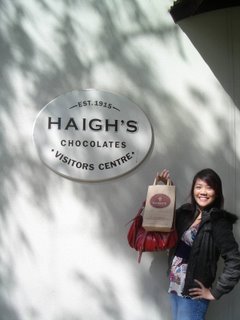 — EST. 1915 —
HAIGH'S
CHOCOLATES
• VISITORS CENTRE •